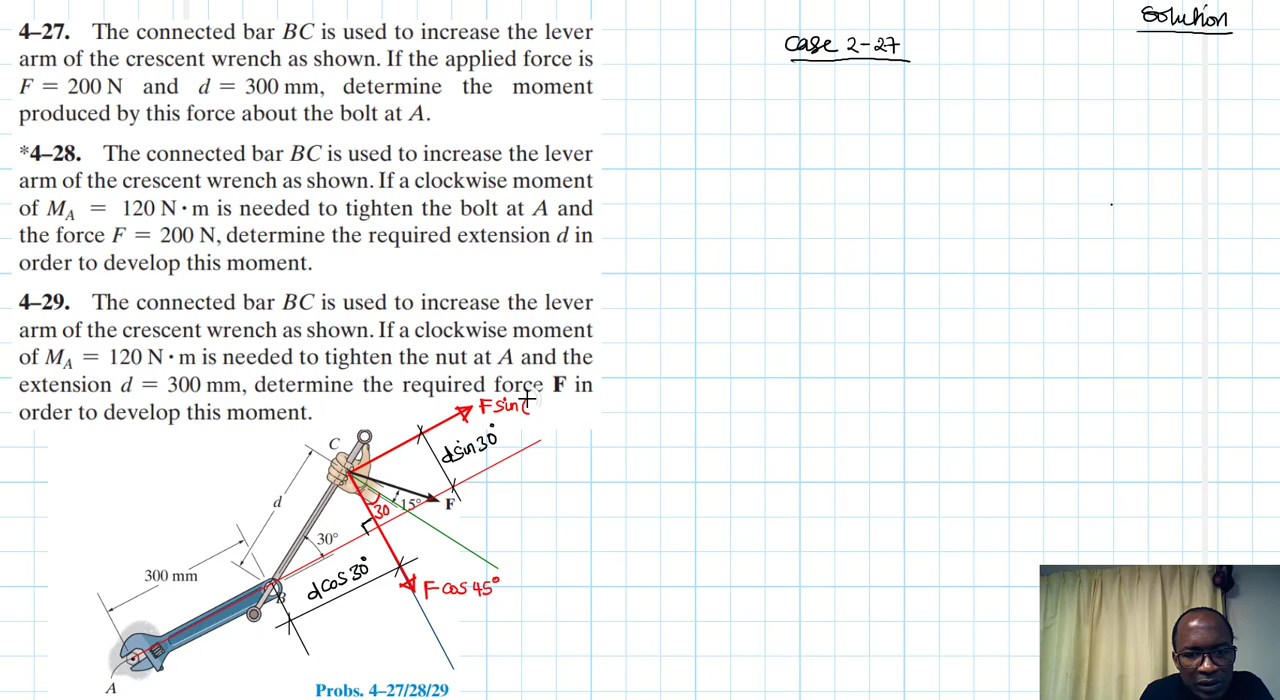 4–27. The connected bar BC is used to increase the lever
arm of the crescent wrench as shown. If the applied force is
F = 200 N and d = 300 mm, determine the moment
produced by this force about the bolt at A.
*4–28. The connected bar BC is used to increase the lever
arm of the crescent wrench as shown. If a clockwise moment
of M_A = 120 N·m is needed to tighten the bolt at A and
the force F = 200 N, determine the required extension d in
order to develop this moment.
4–29. The connected bar BC is used to increase the lever
arm of the crescent wrench as shown. If a clockwise moment
of M_A = 120 N·m is needed to tighten the nut at A and the
extension d = 300 mm, determine the required force F in
order to develop this moment.
Solution
Case 2-27
F sin
C
d sin 30°
d
15°
F
30
30°
300 mm
d cos 30°
F cos 45°
B
A
Probs. 4–27/28/29